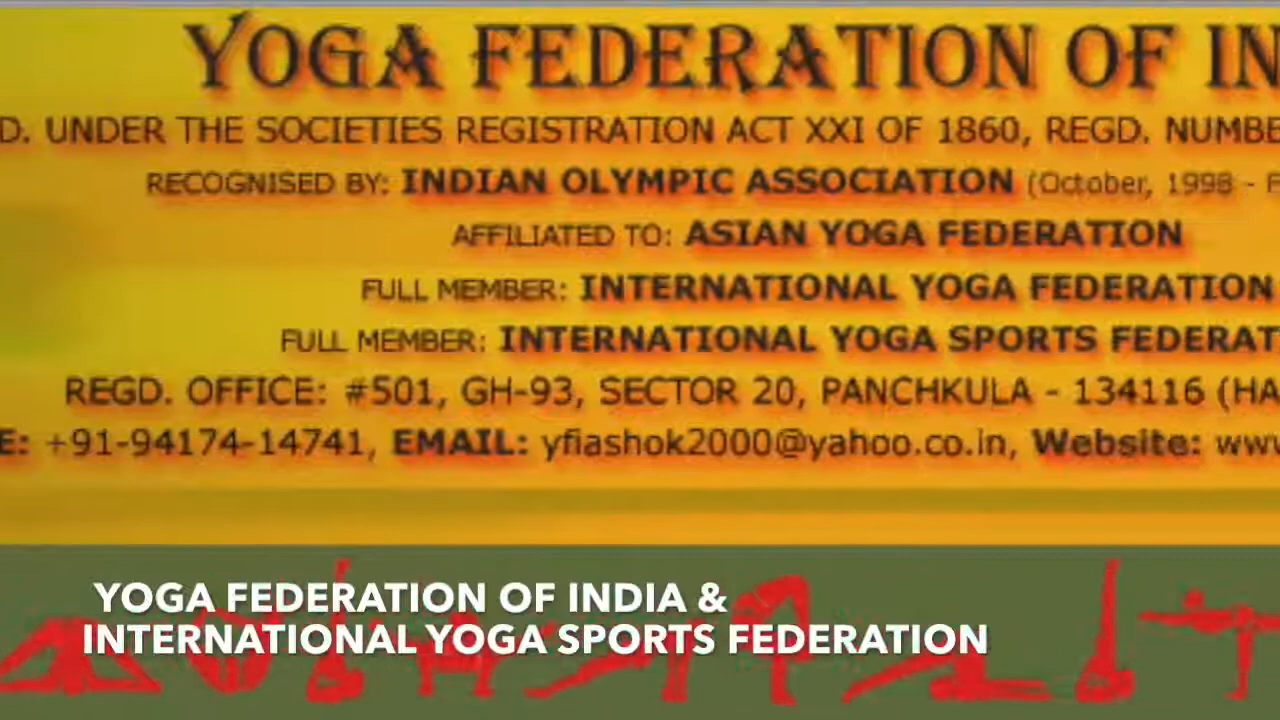 YOGA FEDERATION OF IN
D. UNDER THE SOCIETIES REGISTRATION ACT XXI OF 1860, REGD. NUMBE
RECOGNISED BY: INDIAN OLYMPIC ASSOCIATION (October, 1998 - F
AFFILIATED TO: ASIAN YOGA FEDERATION
FULL MEMBER: INTERNATIONAL YOGA FEDERATION
FULL MEMBER: INTERNATIONAL YOGA SPORTS FEDERAT
REGD. OFFICE: #501, GH-93, SECTOR 20, PANCHKULA - 134116 (HA
E: +91-94174-14741, EMAIL: yfiashok2000@yahoo.co.in, Website: www
YOGA FEDERATION OF INDIA &
INTERNATIONAL YOGA SPORTS FEDERATION